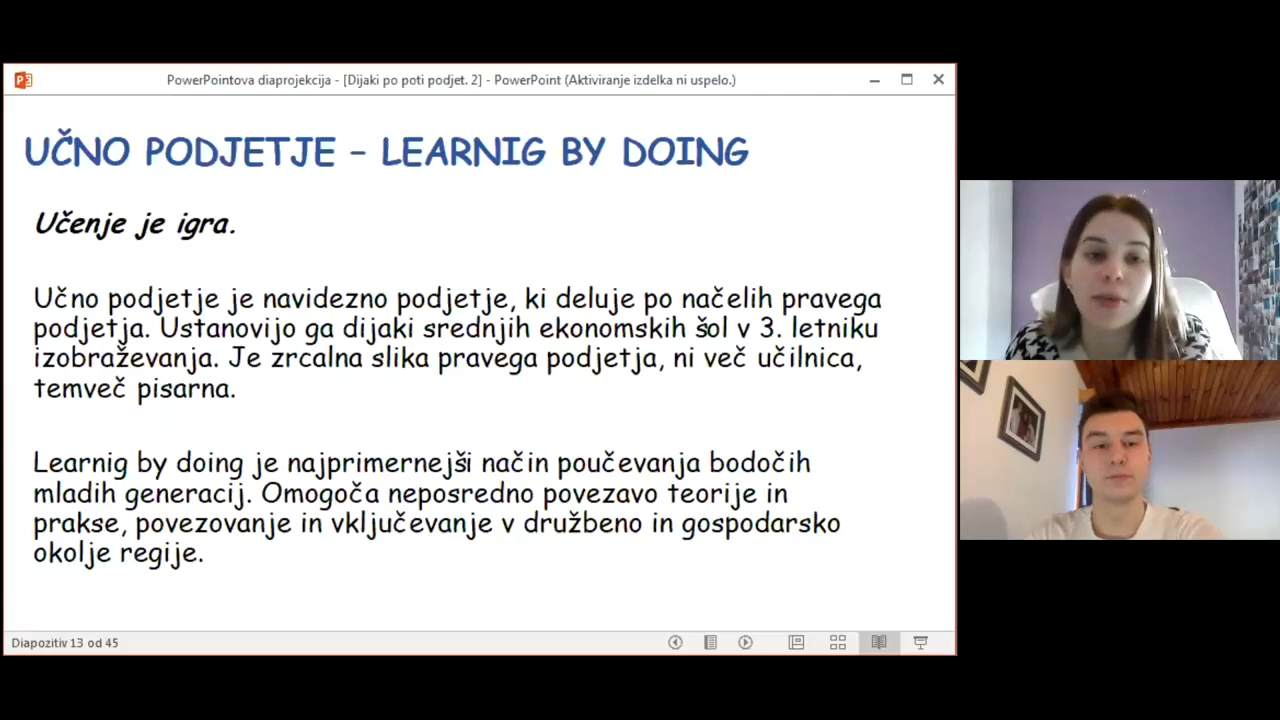 PowerPointova diaprojekcija - [Dijaki po poti podjet. 2] - PowerPoint (Aktiviranje izdelka ni uspelo.)
UČNO PODJETJE – LEARNIG BY DOING
Učenje je igra.
Učno podjetje je navidezno podjetje, ki deluje po načelih pravega
podjetja. Ustanovijo ga dijaki srednjih ekonomskih šol v 3. letniku
izobraževanja. Je zrcalna slika pravega podjetja, ni več učilnica,
temveč pisarna.
Learnig by doing je najprimernejši način poučevanja bodočih
mladih generacij. Omogoča neposredno povezavo teorije in
prakse, povezovanje in vključevanje v družbeno in gospodarsko
okolje regije.
Diapozitiv 13 od 45